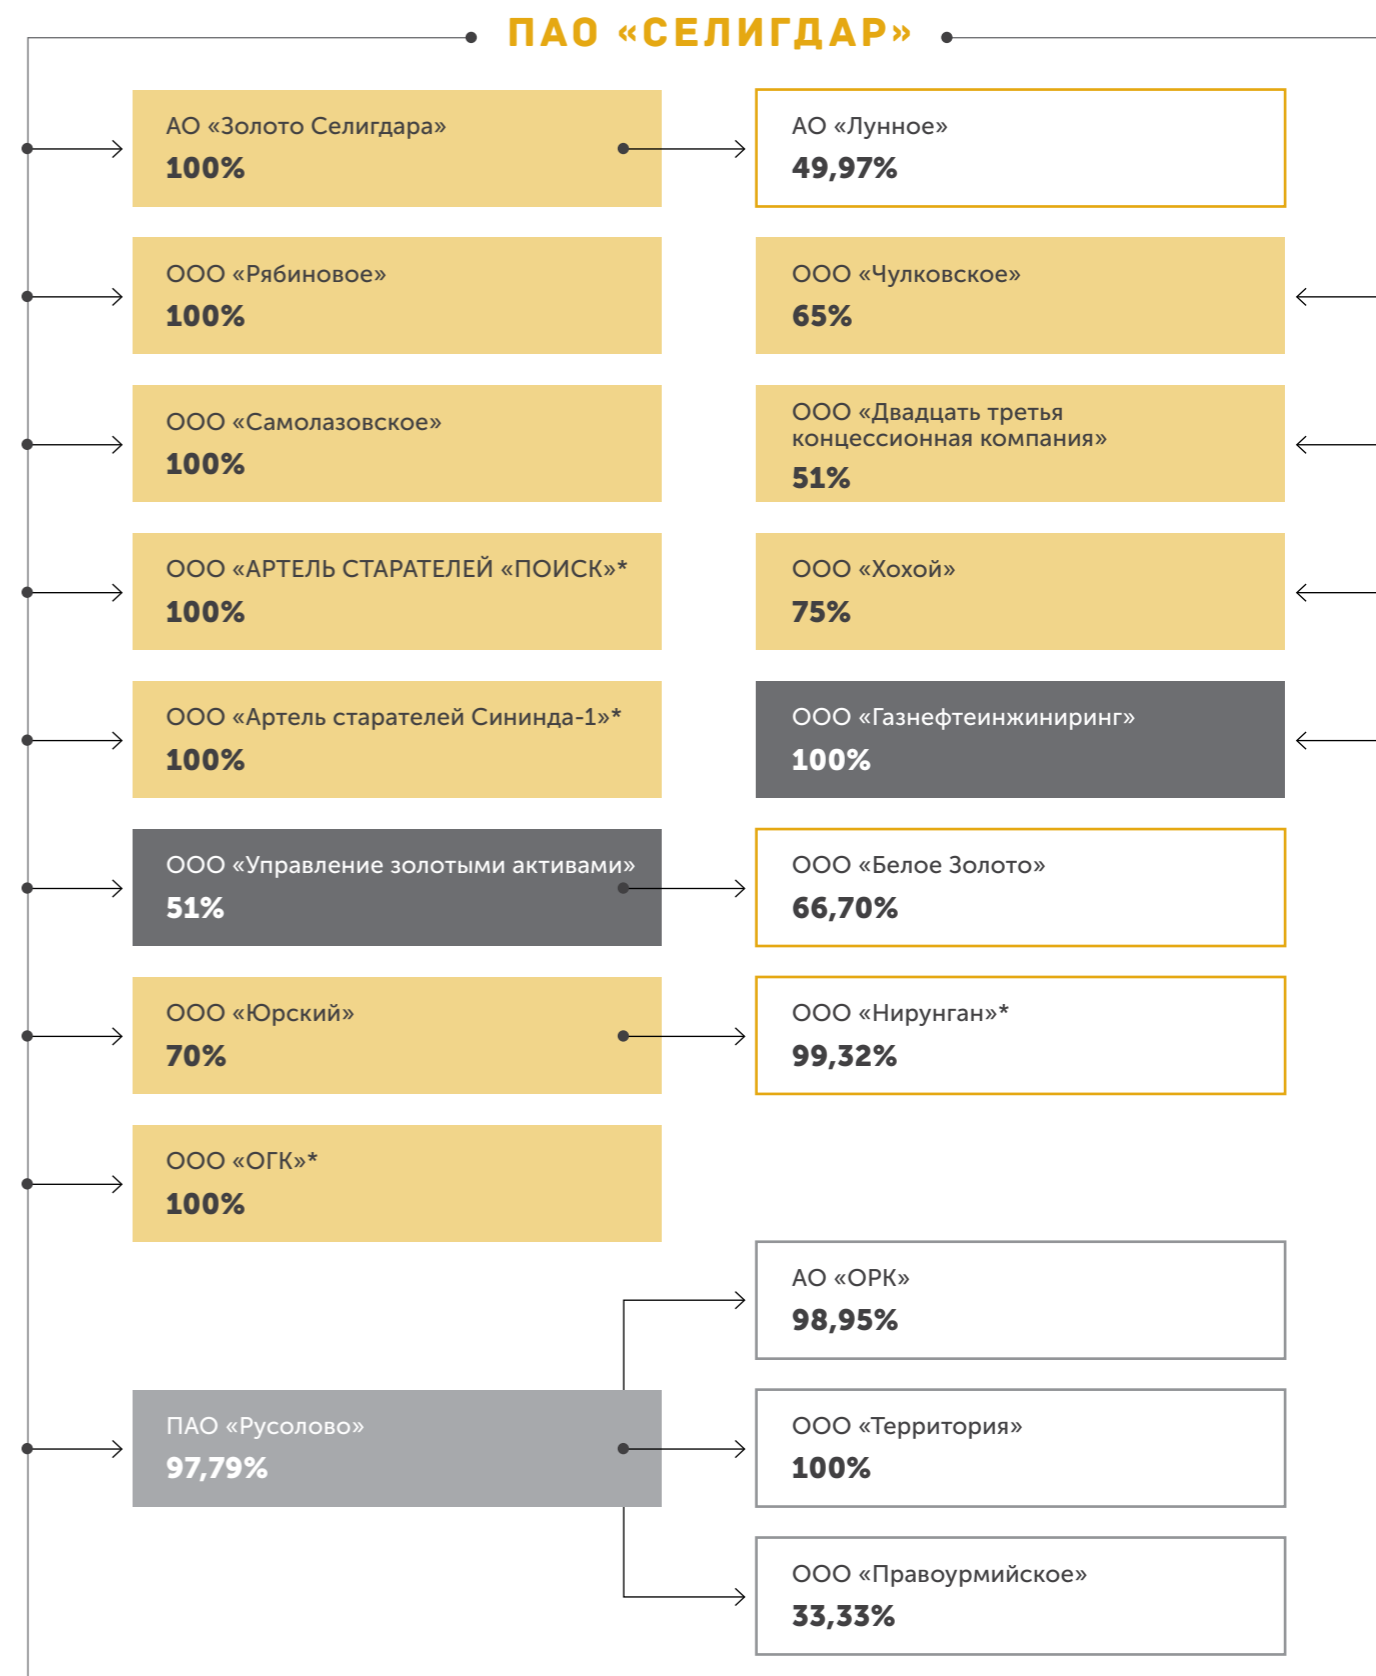 ПАО «СЕЛИГДАР»
АО «Золото Селигдара»
100%
АО «Лунное»
49,97%
ООО «Рябиновое»
100%
ООО «Чулковское»
65%
ООО «Самолазовское»
100%
ООО «Двадцать третья
концессионная компания»
51%
ООО «АРТЕЛЬ СТАРАТЕЛЕЙ «ПОИСК»*
100%
ООО «Хохой»
75%
ООО «Артель старателей Сининда-1»*
100%
ООО «Газнефтеинжиниринг»
100%
ООО «Управление золотыми активами»
51%
ООО «Белое Золото»
66,70%
ООО «Юрский»
70%
ООО «Нирунган»*
99,32%
ООО «ОГК»*
100%
АО «ОРК»
98,95%
ПАО «Русолово»
97,79%
ООО «Территория»
100%
ООО «Правоурмийское»
33,33%